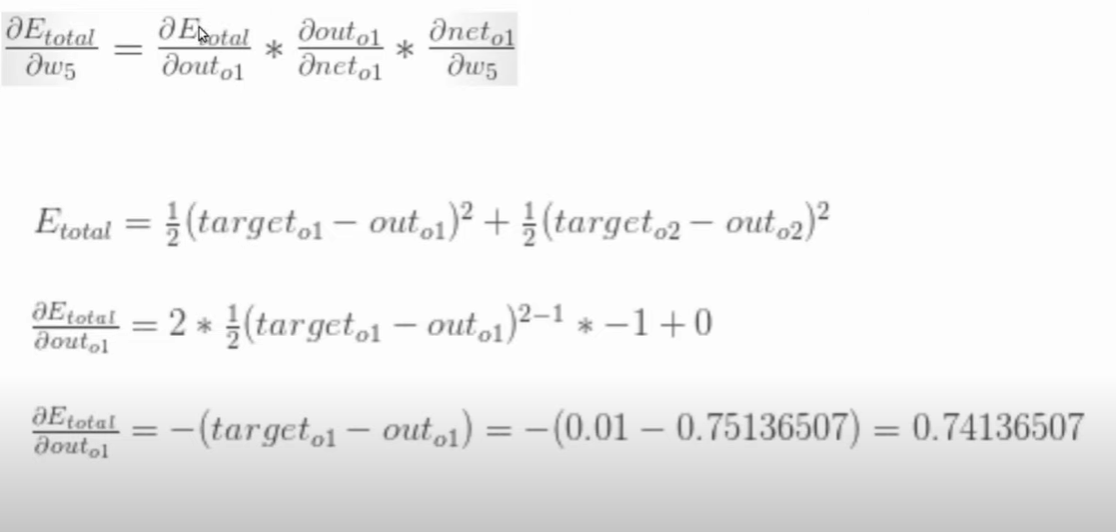 ∂E_total/∂w_5 = ∂E_total/∂out_o1 * ∂out_o1/∂net_o1 * ∂net_o1/∂w_5
E_total = 1/2(target_o1 − out_o1)^2 + 1/2(target_o2 − out_o2)^2
∂E_total/∂out_o1 = 2 * 1/2(target_o1 − out_o1)^{2−1} * −1 + 0
∂E_total/∂out_o1 = −(target_o1 − out_o1) = −(0.01 − 0.75136507) = 0.74136507